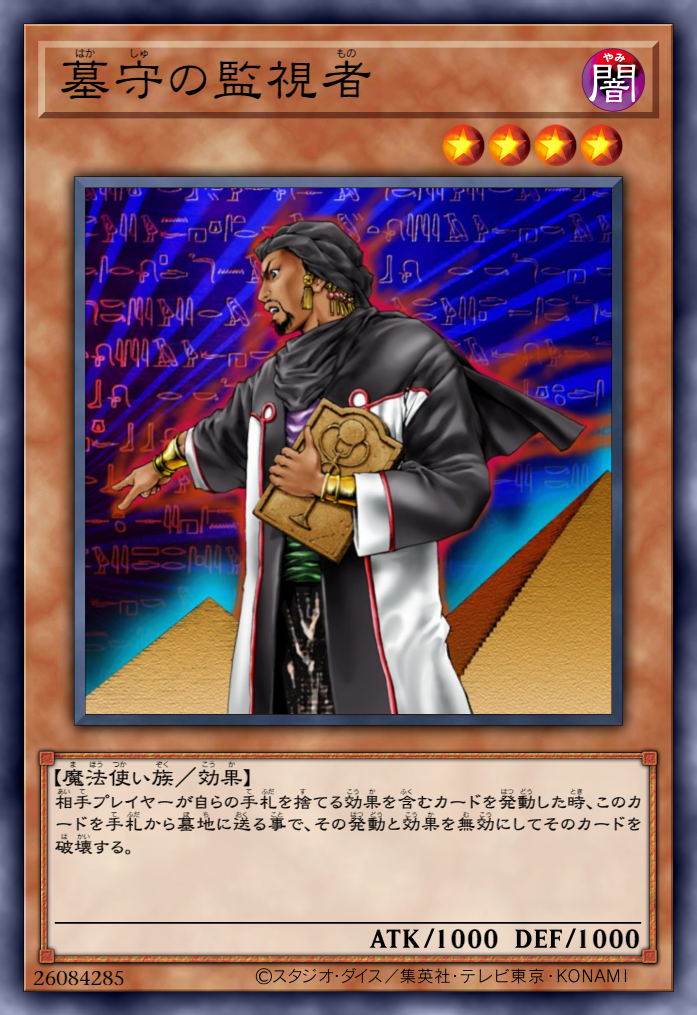 墓守の監視者
闇
【魔法使い族／効果】
相手プレイヤーが自らの手札を捨てる効果を含むカードを発動した時、このカ
ードを手札から墓地に送る事で、その発動と効果を無効にしてそのカードを
破壊する。
ATK/1000 DEF/1000
26084285 ©スタジオ・ダイス／集英社・テレビ東京・KONAMI